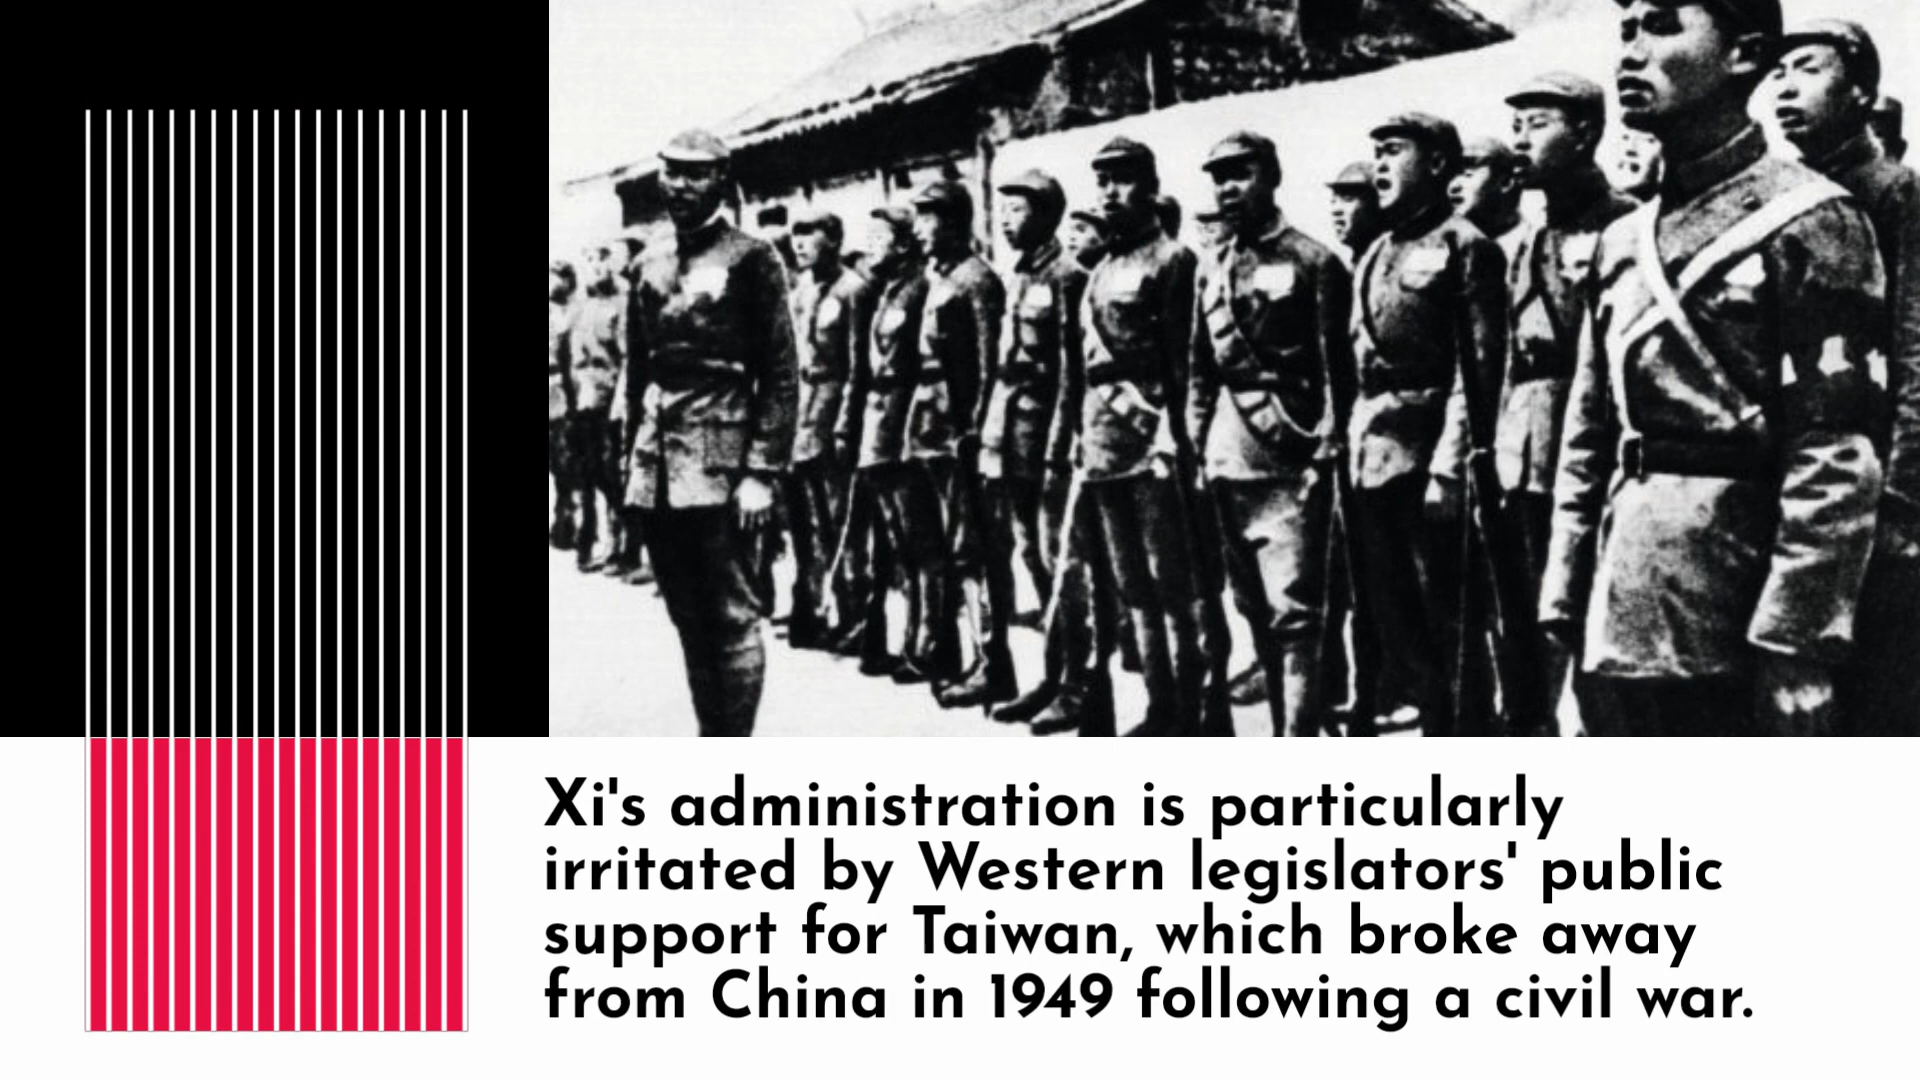 Xi's administration is particularly
irritated by Western legislators' public
support for Taiwan, which broke away
from China in 1949 following a civil war.